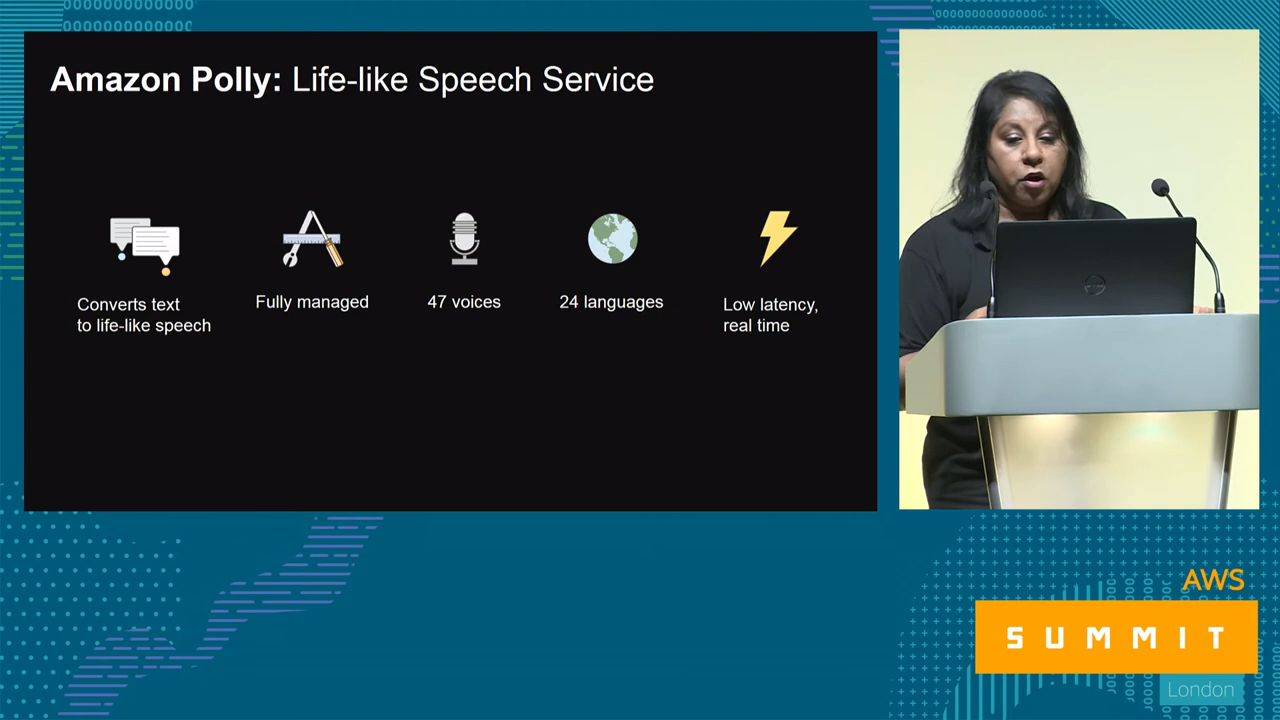 Amazon Polly: Life-like Speech Service
Converts text
to life-like speech
Fully managed
47 voices
24 languages
Low latency,
real time
AWS
SUMMIT
London